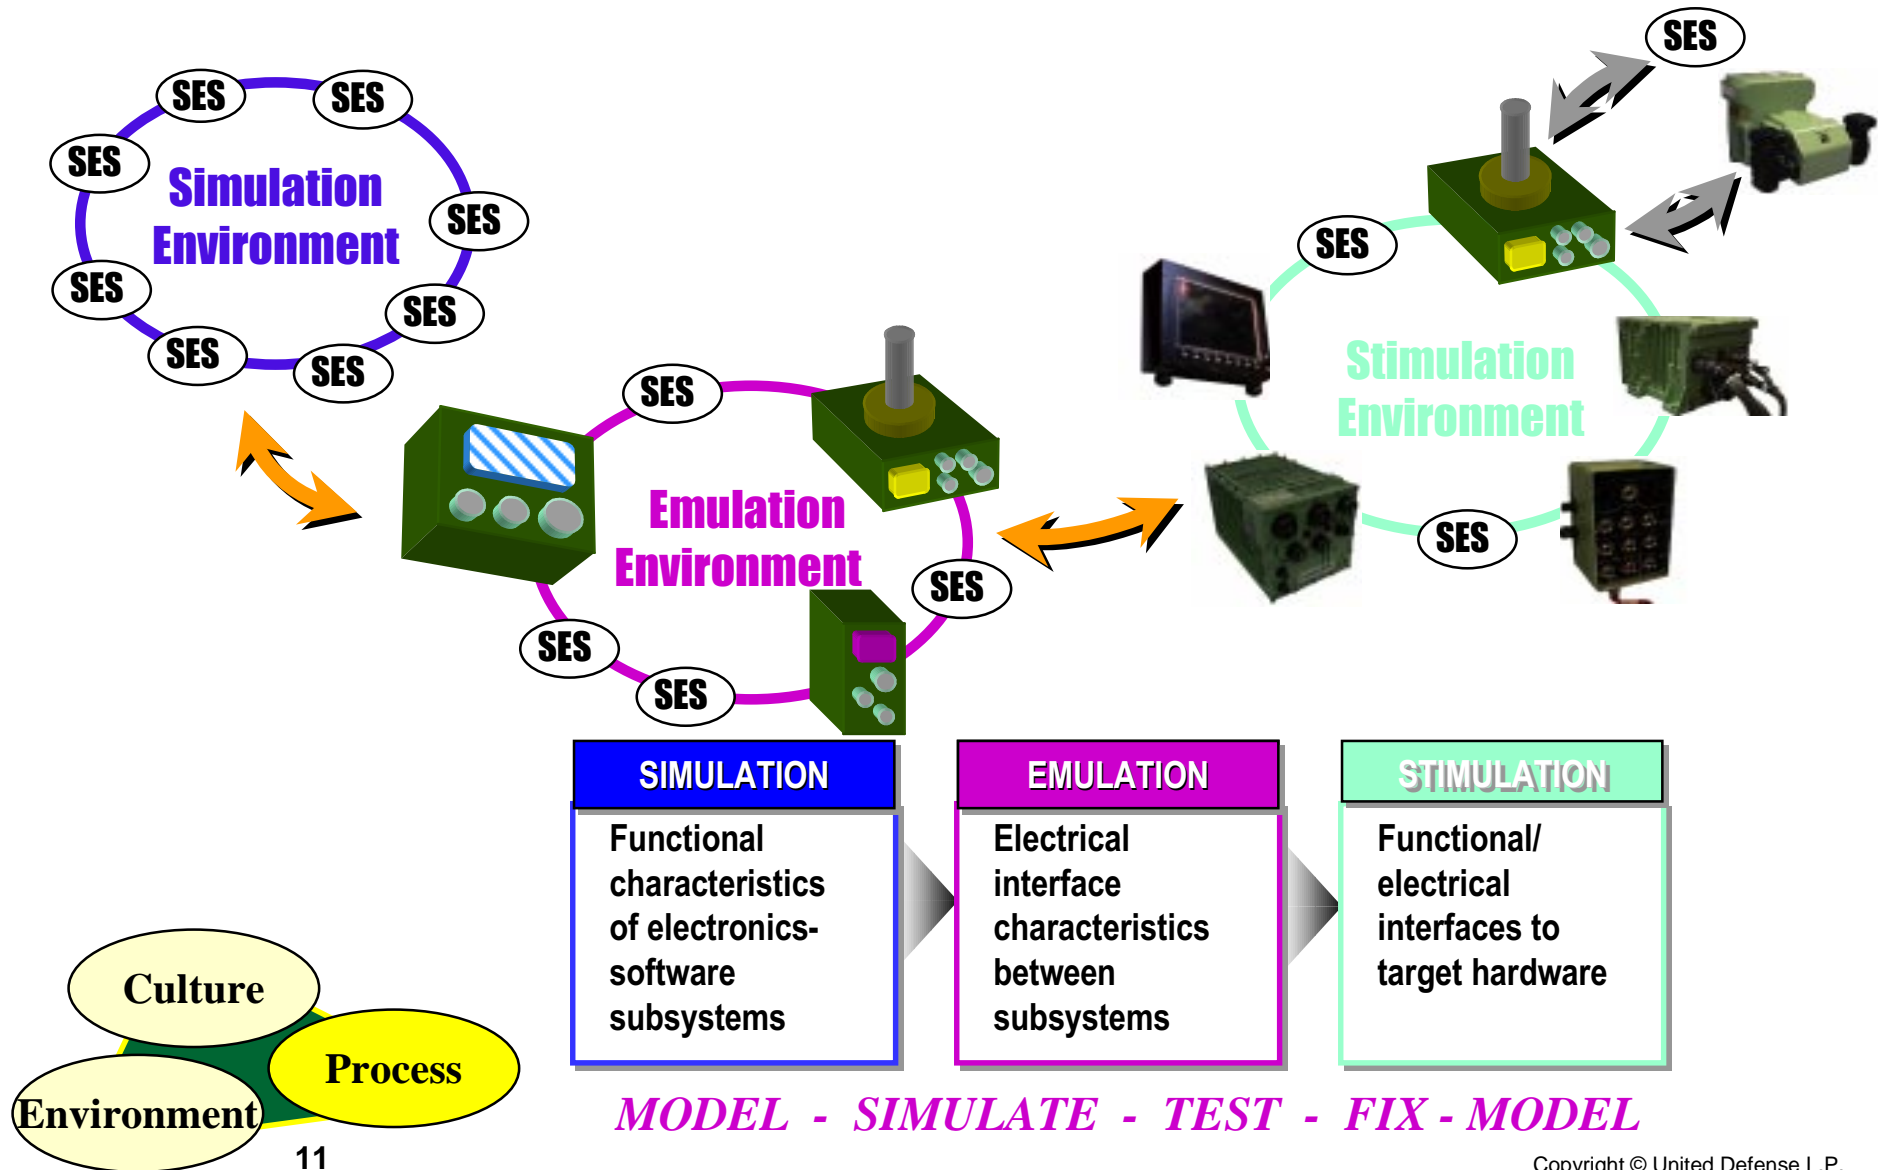 SES
SES
SES
SES
SES
SES
SES
SES
SES
Simulation
Environment
SES
SES
Stimulation
Environment
SES
SES
Emulation
Environment
SES
SES
SES
SIMULATION
Functional
characteristics
of electronics-
software
subsystems
EMULATION
Electrical
interface
characteristics
between
subsystems
STIMULATION
Functional/
electrical
interfaces to
target hardware
Culture
Process
Environment
MODEL - SIMULATE - TEST - FIX - MODEL
11
Copyright © United Defense L.P.